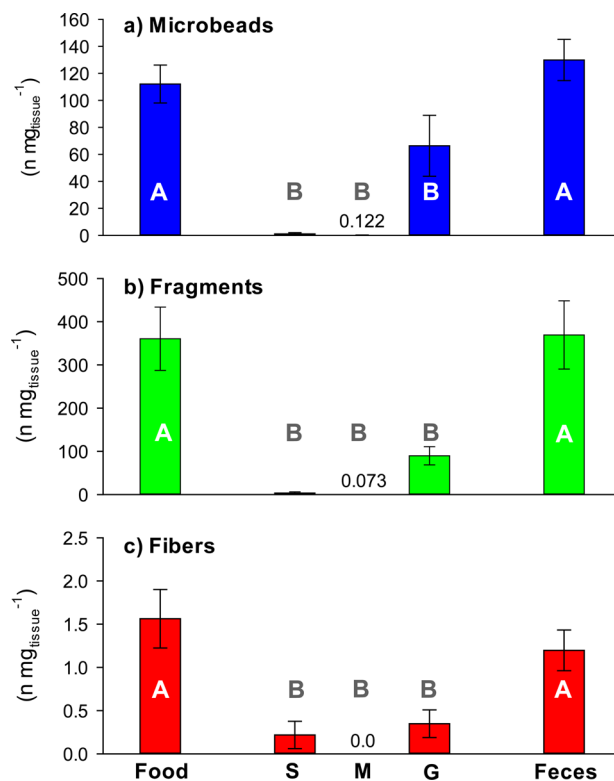 a) Microbeads
(n mg_tissue^-1)
160
140
120
100
80
60
40
20
0
A B B B A
0.122
b) Fragments
(n mg_tissue^-1)
500
400
300
200
100
0
A B B B A
0.073
c) Fibers
(n mg_tissue^-1)
2.5
2.0
1.5
1.0
0.5
0.0
A B B B A
0.0
Food S M G Feces